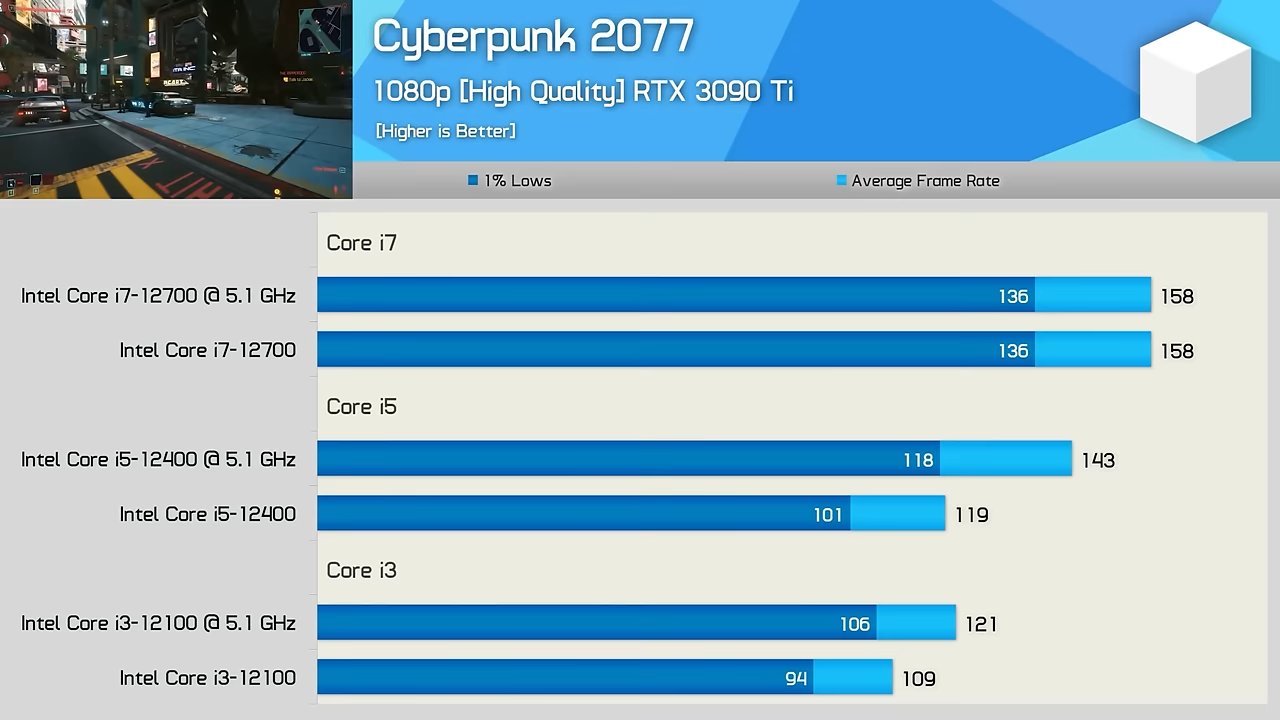 Cyberpunk 2077
1080p [High Quality] RTX 3090 Ti
[Higher is Better]
1% Lows
Average Frame Rate
Core i7
Intel Core i7-12700 @ 5.1 GHz 136 158
Intel Core i7-12700 136 158
Core i5
Intel Core i5-12400 @ 5.1 GHz 118 143
Intel Core i5-12400 101 119
Core i3
Intel Core i3-12100 @ 5.1 GHz 106 121
Intel Core i3-12100 94 109